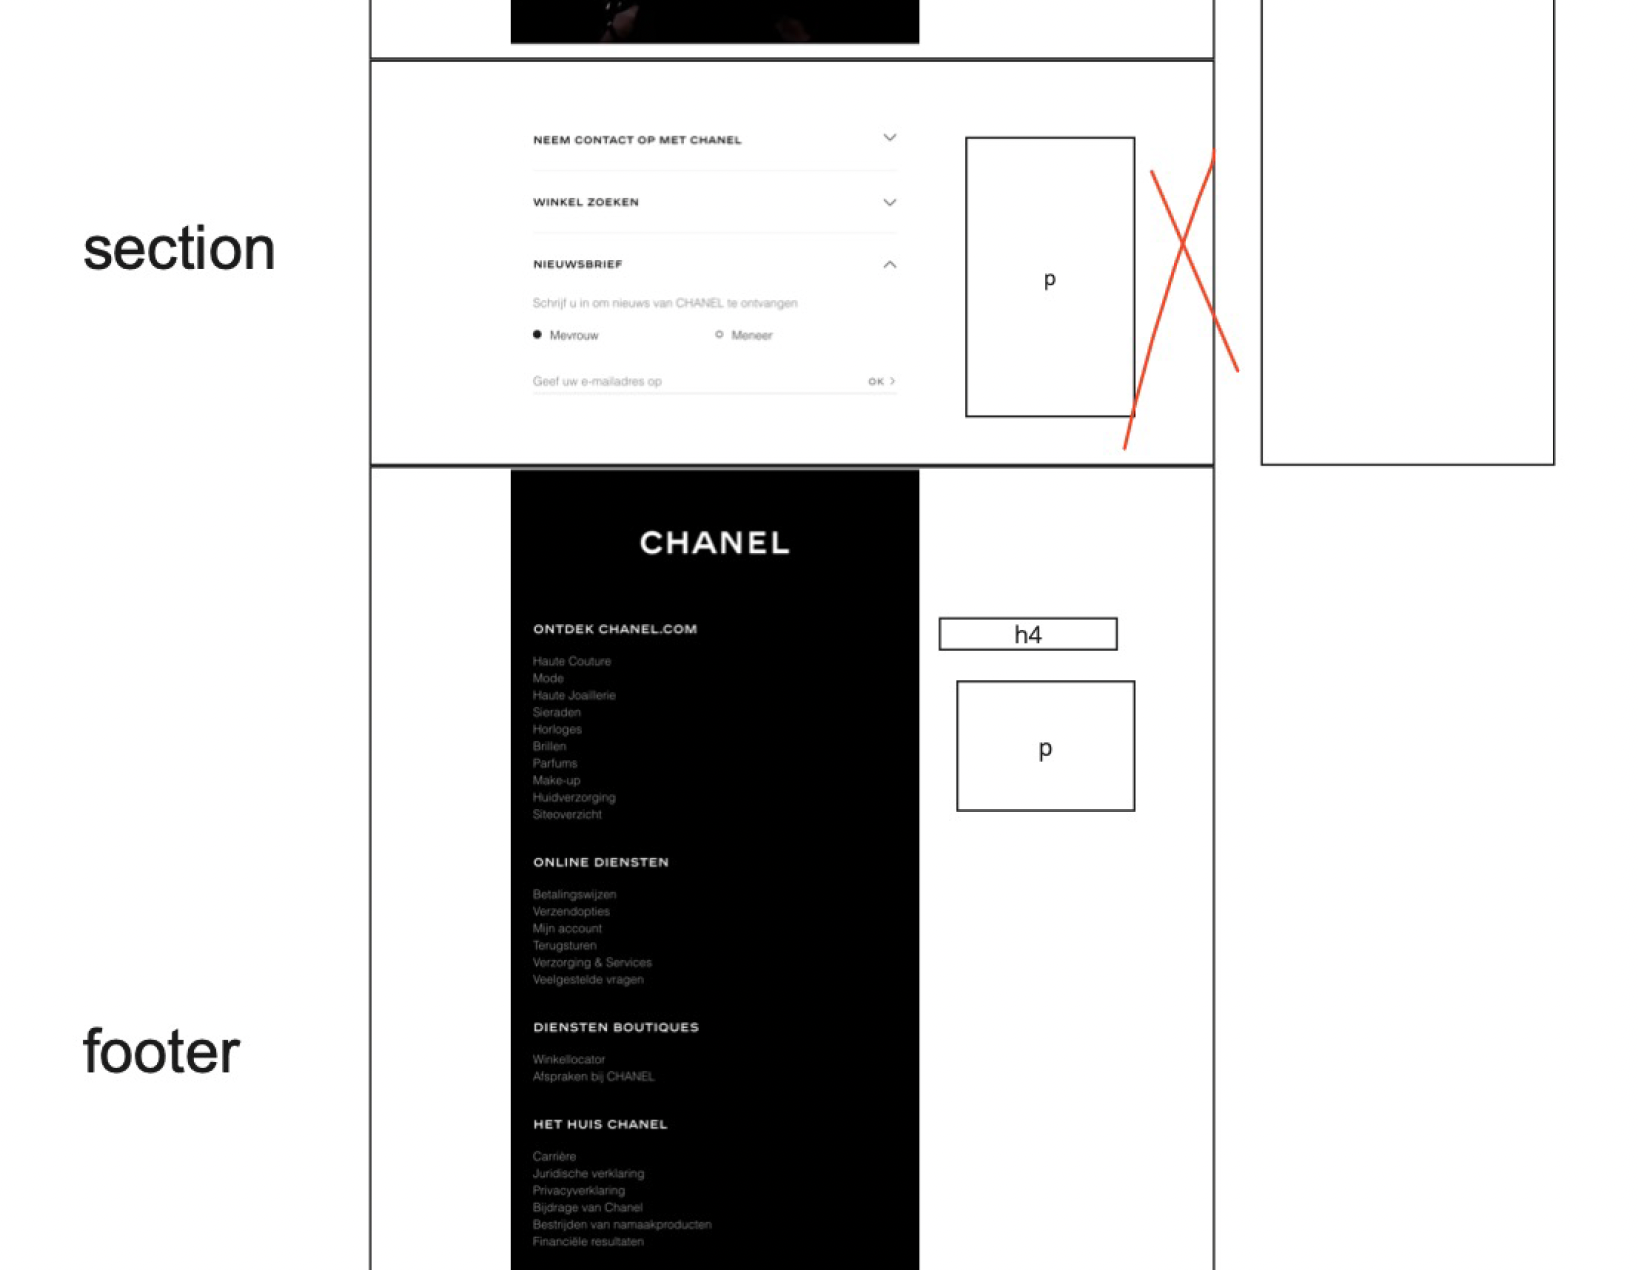 section
NEEM CONTACT OP MET CHANEL
WINKEL ZOEKEN
NIEUWSBRIEF
Schrijf u in om nieuws van CHANEL te ontvangen
Mevrouw
Meneer
Geef uw e-mailadres op
OK >
p
CHANEL
ONTDEK CHANEL.COM
Haute Couture
Mode
Haute Joaillerie
Sieraden
Horloges
Brillen
Parfums
Make-up
Huidverzorging
Siteoverzicht
h4
p
ONLINE DIENSTEN
Betalingswijzen
Verzendopties
Mijn account
Terugsturen
Verzorging & Services
Veelgestelde vragen
footer
DIENSTEN BOUTIQUES
Winkellocator
Afspraken bij CHANEL
HET HUIS CHANEL
Carrière
Juridische verklaring
Privacyverklaring
Bijdrage van Chanel
Bestrijden van namaakproducten
Financiële resultaten